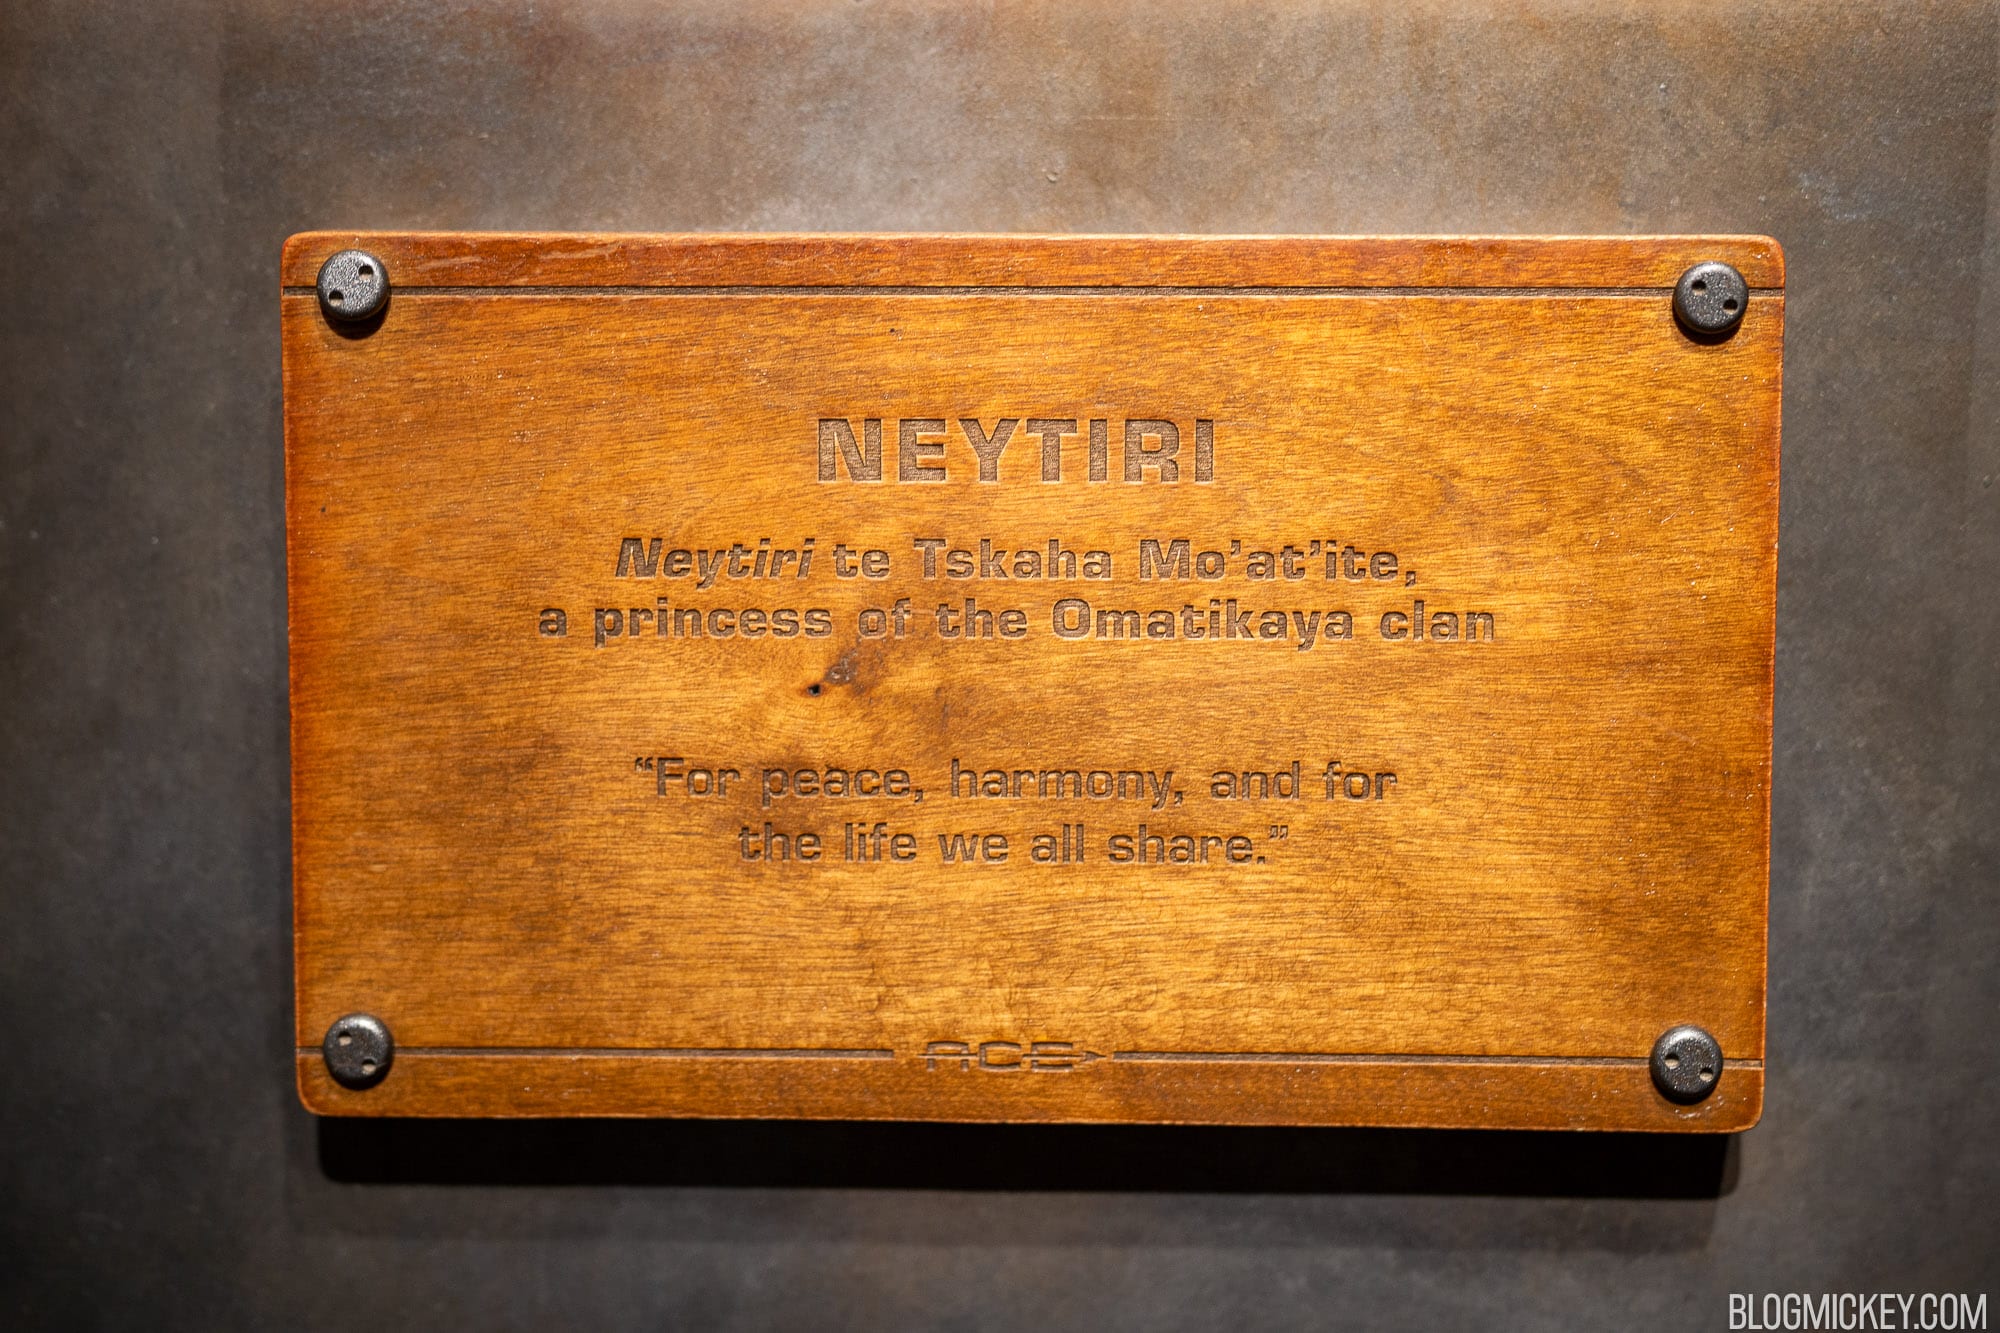 NEYTIRI
Neytiri te Tskaha Mo’at’ite,
a princess of the Omatikaya clan
“For peace, harmony, and for
the life we all share.”
ACE
BLOGMICKEY.COM